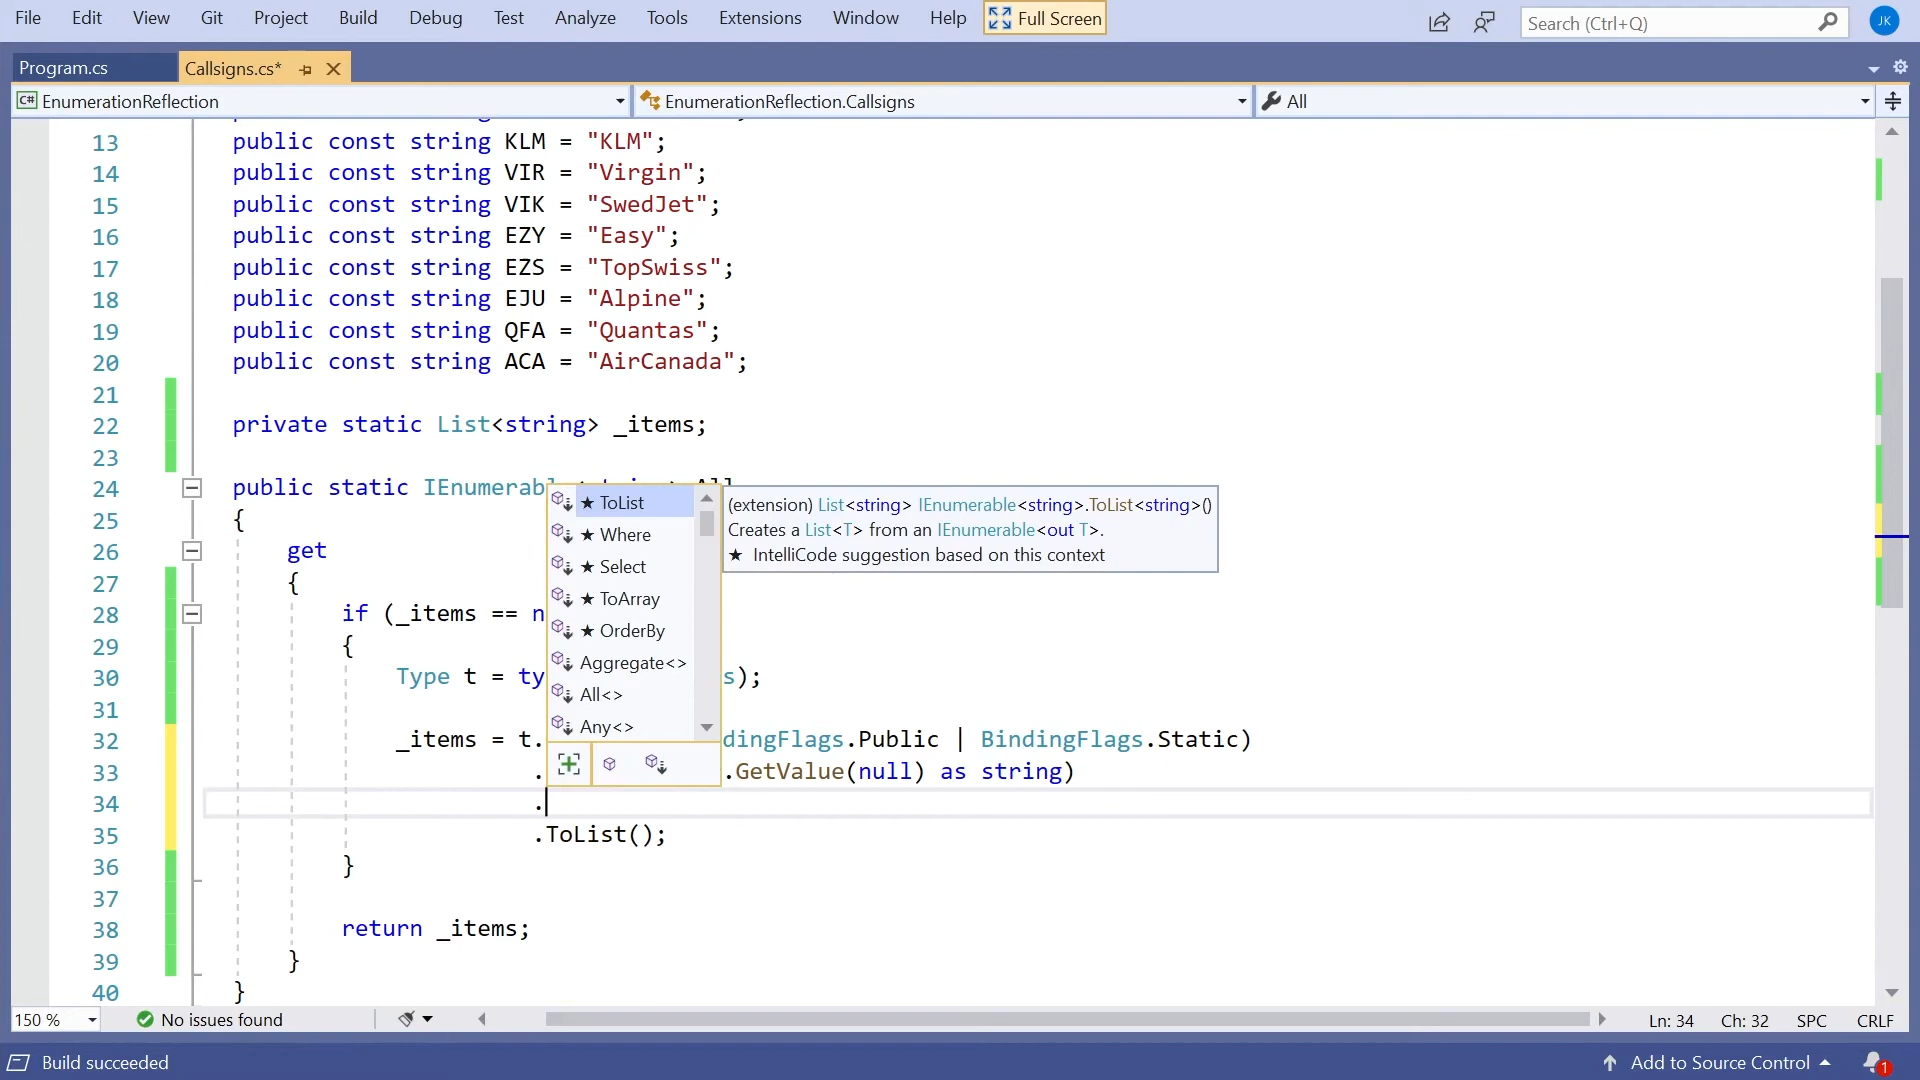 File Edit View Git Project Build Debug Test Analyze Tools Extensions Window Help Full Screen Search (Ctrl+Q) JK
Program.cs Callsigns.cs*
C# EnumerationReflection EnumerationReflection.Callsigns All
13 public const string KLM = "KLM";
14 public const string VIR = "Virgin";
15 public const string VIK = "SwedJet";
16 public const string EZY = "Easy";
17 public const string EZS = "TopSwiss";
18 public const string EJU = "Alpine";
19 public const string QFA = "Quantas";
20 public const string ACA = "AirCanada";
21
22 private static List<string> _items;
23
24 public static IEnumerabl
25 {
26 get
27 {
28 if (_items == n
29 {
30 Type t = ty s);
31
32 _items = t. dingFlags.Public | BindingFlags.Static)
33 . .GetValue(null) as string)
34 .
35 .ToList();
36 }
37
38 return _items;
39 }
40 }
★ ToList
★ Where
★ Select
★ ToArray
★ OrderBy
Aggregate<>
All<>
Any<>
(extension) List<string> IEnumerable<string>.ToList<string>()
Creates a List<T> from an IEnumerable<out T>.
★ IntelliCode suggestion based on this context
150 % No issues found Ln: 34 Ch: 32 SPC CRLF
Build succeeded Add to Source Control 1